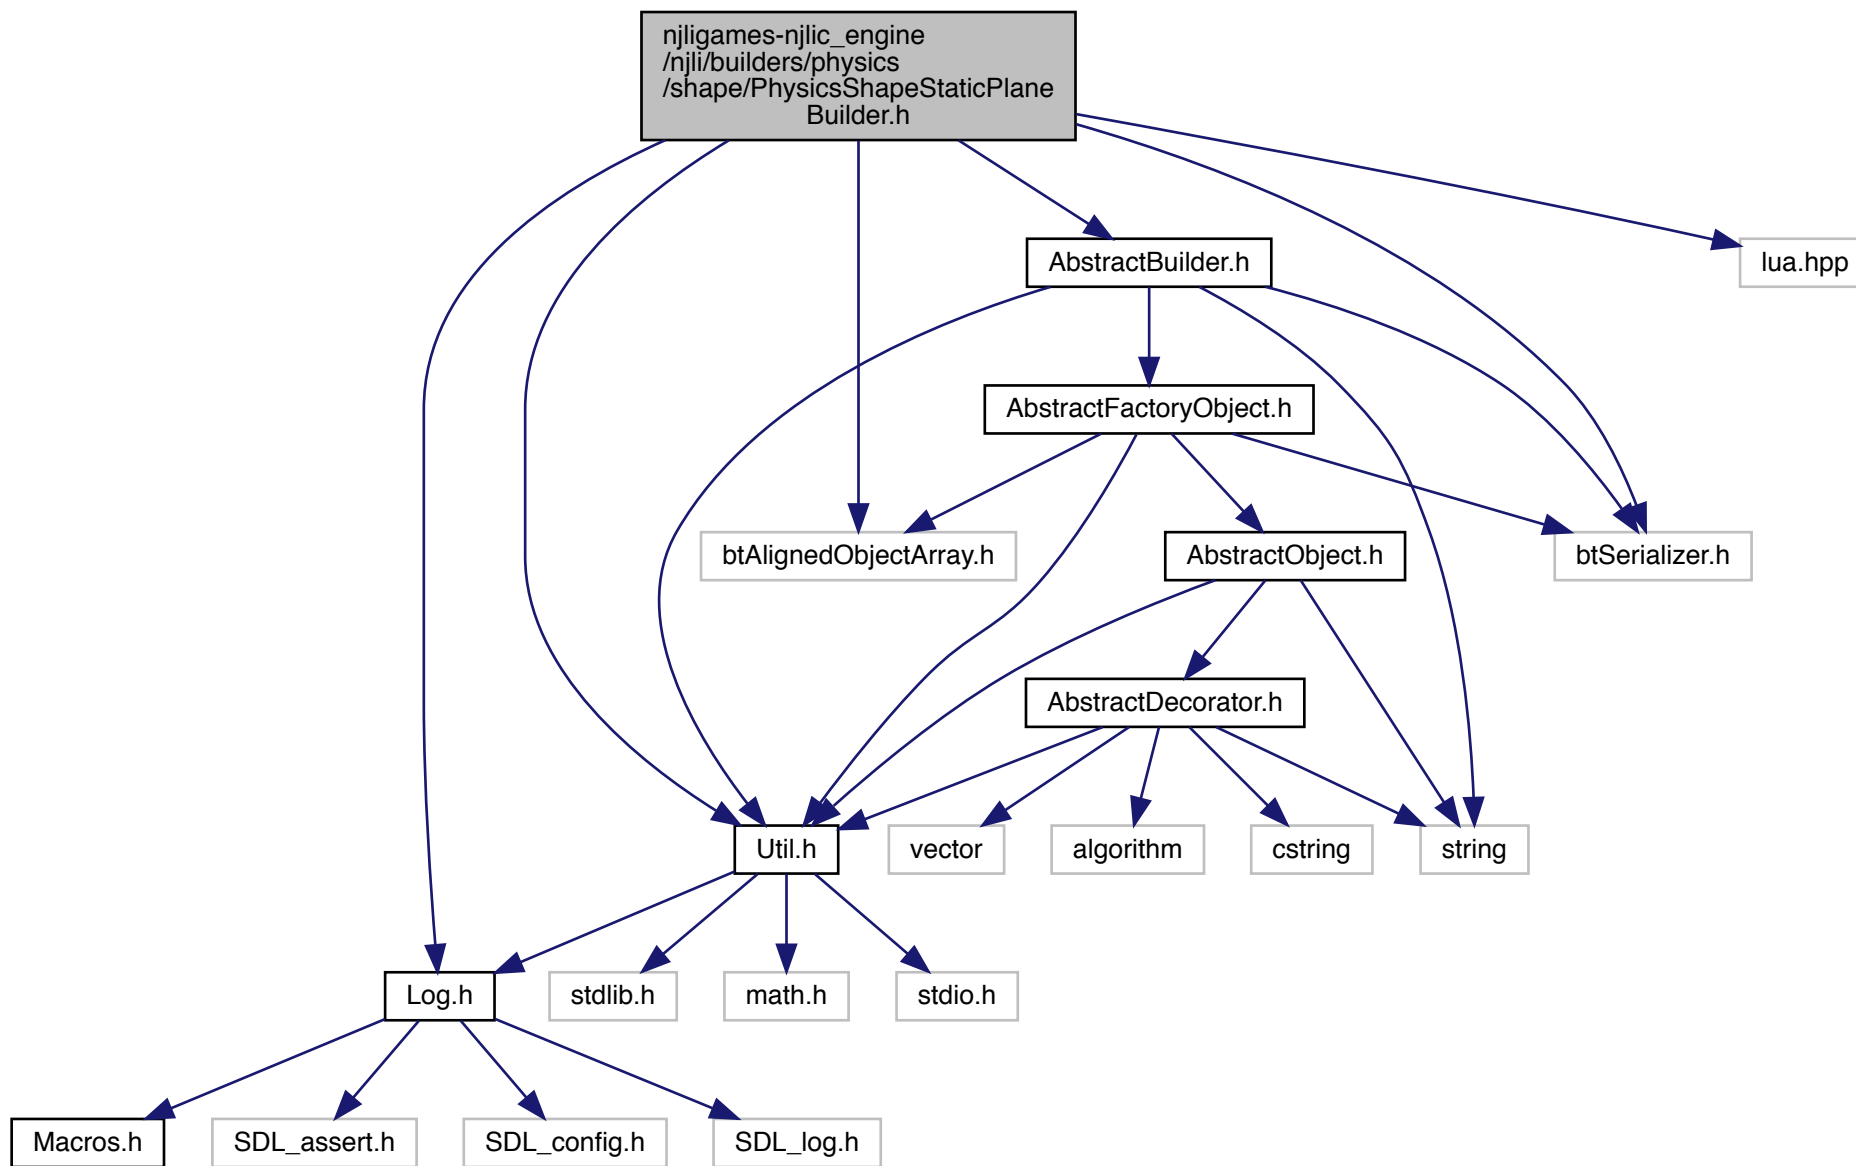 njligames-njlic_engine
/njli/builders/physics
/shape/PhysicsShapeStaticPlane
Builder.h
AbstractBuilder.h
lua.hpp
AbstractFactoryObject.h
btAlignedObjectArray.h
AbstractObject.h
btSerializer.h
AbstractDecorator.h
Util.h
vector
algorithm
cstring
string
Log.h
stdlib.h
math.h
stdio.h
Macros.h
SDL_assert.h
SDL_config.h
SDL_log.h